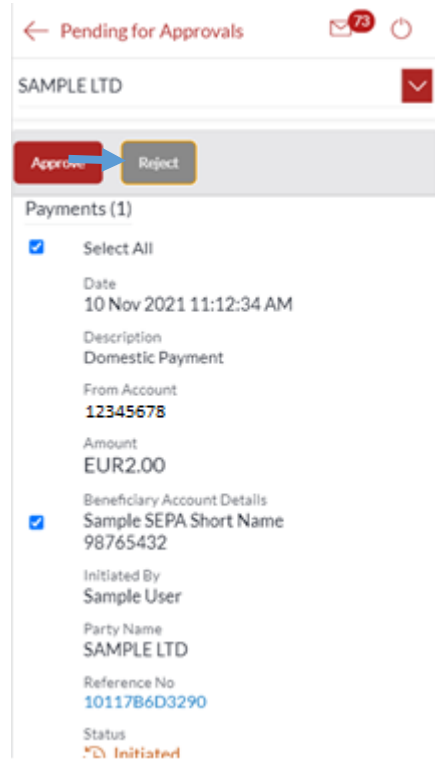 Pending for Approvals
73
SAMPLE LTD
Approve
Reject
Payments (1)
Select All
Date
10 Nov 2021 11:12:34 AM
Description
Domestic Payment
From Account
12345678
Amount
EUR2.00
Beneficiary Account Details
Sample SEPA Short Name
98765432
Initiated By
Sample User
Party Name
SAMPLE LTD
Reference No
10117B6D3290
Status
Initiated